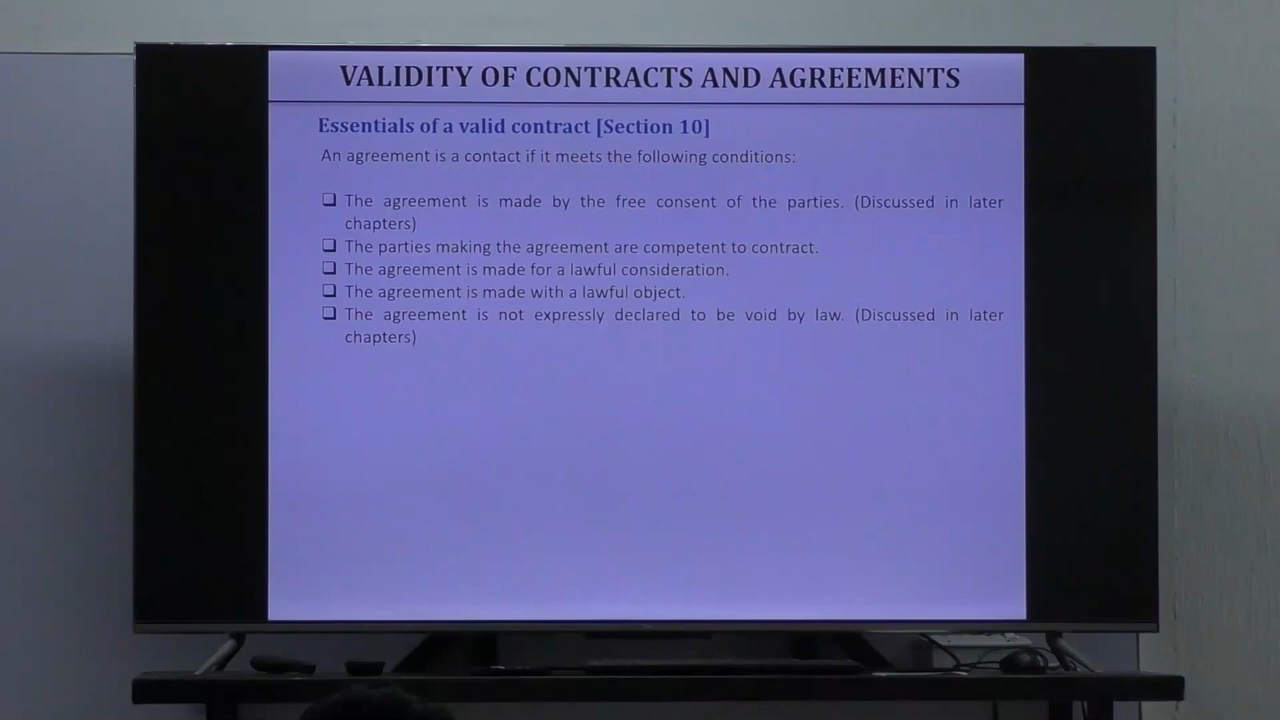 VALIDITY OF CONTRACTS AND AGREEMENTS
Essentials of a valid contract [Section 10]
An agreement is a contact if it meets the following conditions:
❑ The agreement is made by the free consent of the parties. (Discussed in later
chapters)
❑ The parties making the agreement are competent to contract.
❑ The agreement is made for a lawful consideration.
❑ The agreement is made with a lawful object.
❑ The agreement is not expressly declared to be void by law. (Discussed in later
chapters)